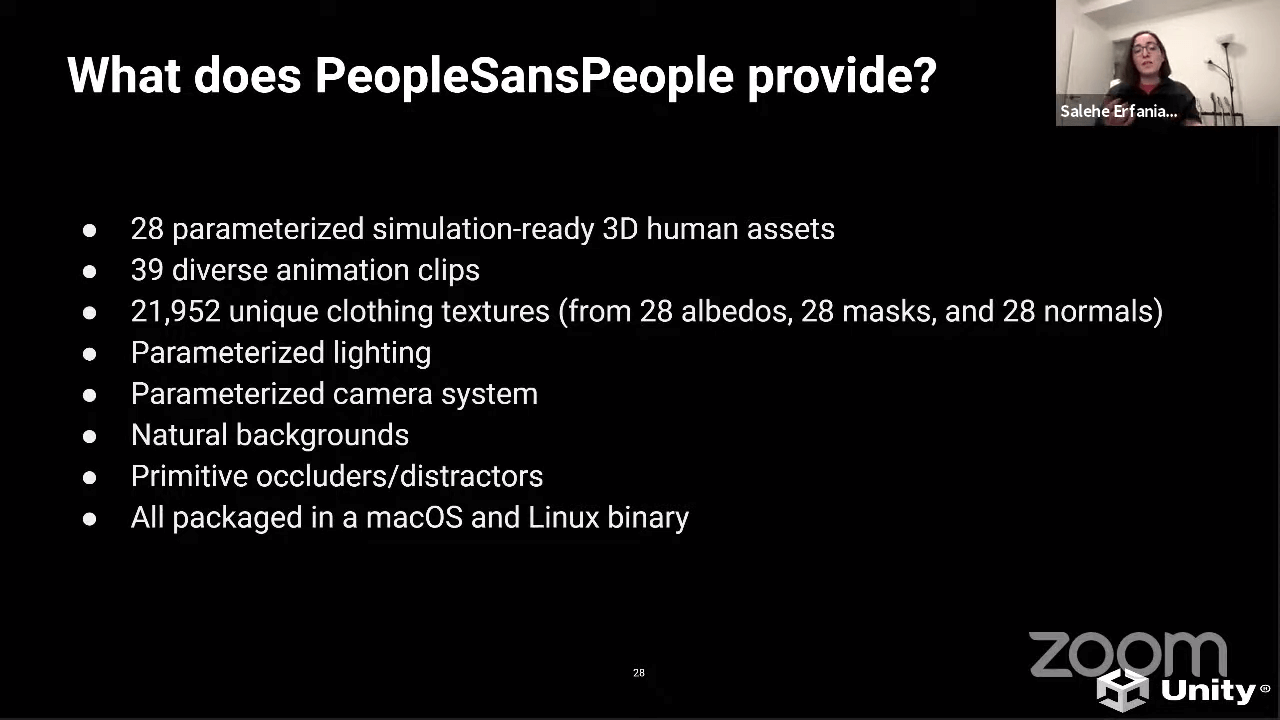 What does PeopleSansPeople provide?
Salehe Erfania...
● 28 parameterized simulation-ready 3D human assets
● 39 diverse animation clips
● 21,952 unique clothing textures (from 28 albedos, 28 masks, and 28 normals)
● Parameterized lighting
● Parameterized camera system
● Natural backgrounds
● Primitive occluders/distractors
● All packaged in a macOS and Linux binary
28
zoom
Unity®